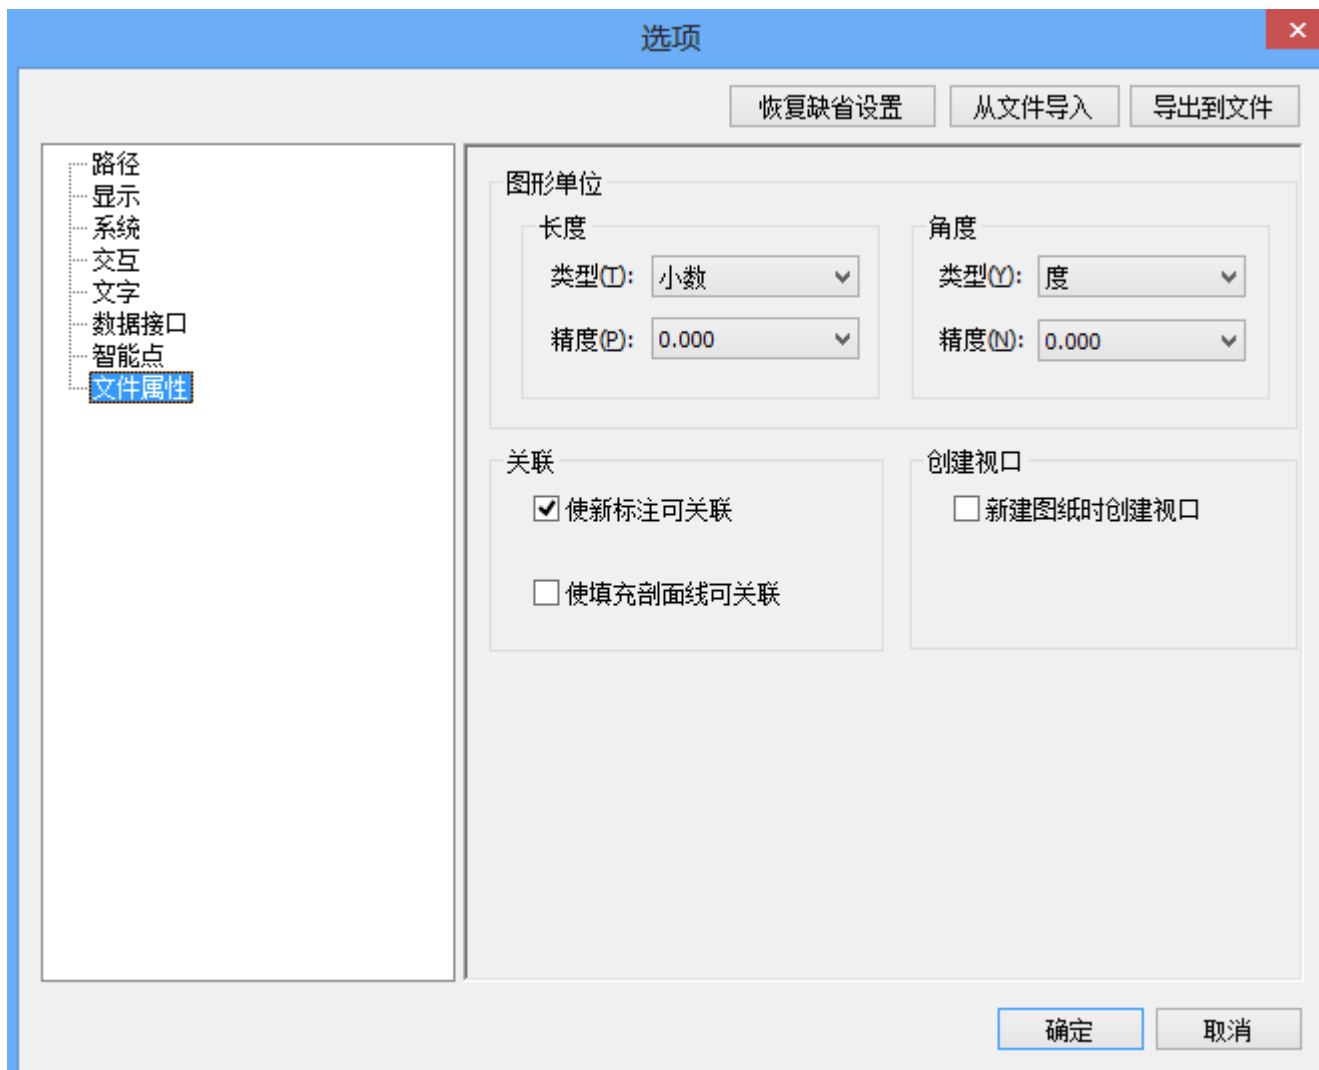 选项
恢复缺省设置 从文件导入 导出到文件
路径
显示
系统
交互
文字
数据接口
智能点
文件属性
图形单位
长度
类型(T): 小数
精度(P): 0.000
角度
类型(Y): 度
精度(N): 0.000
关联
使新标注可关联
使填充剖面线可关联
创建视口
新建图纸时创建视口
确定 取消